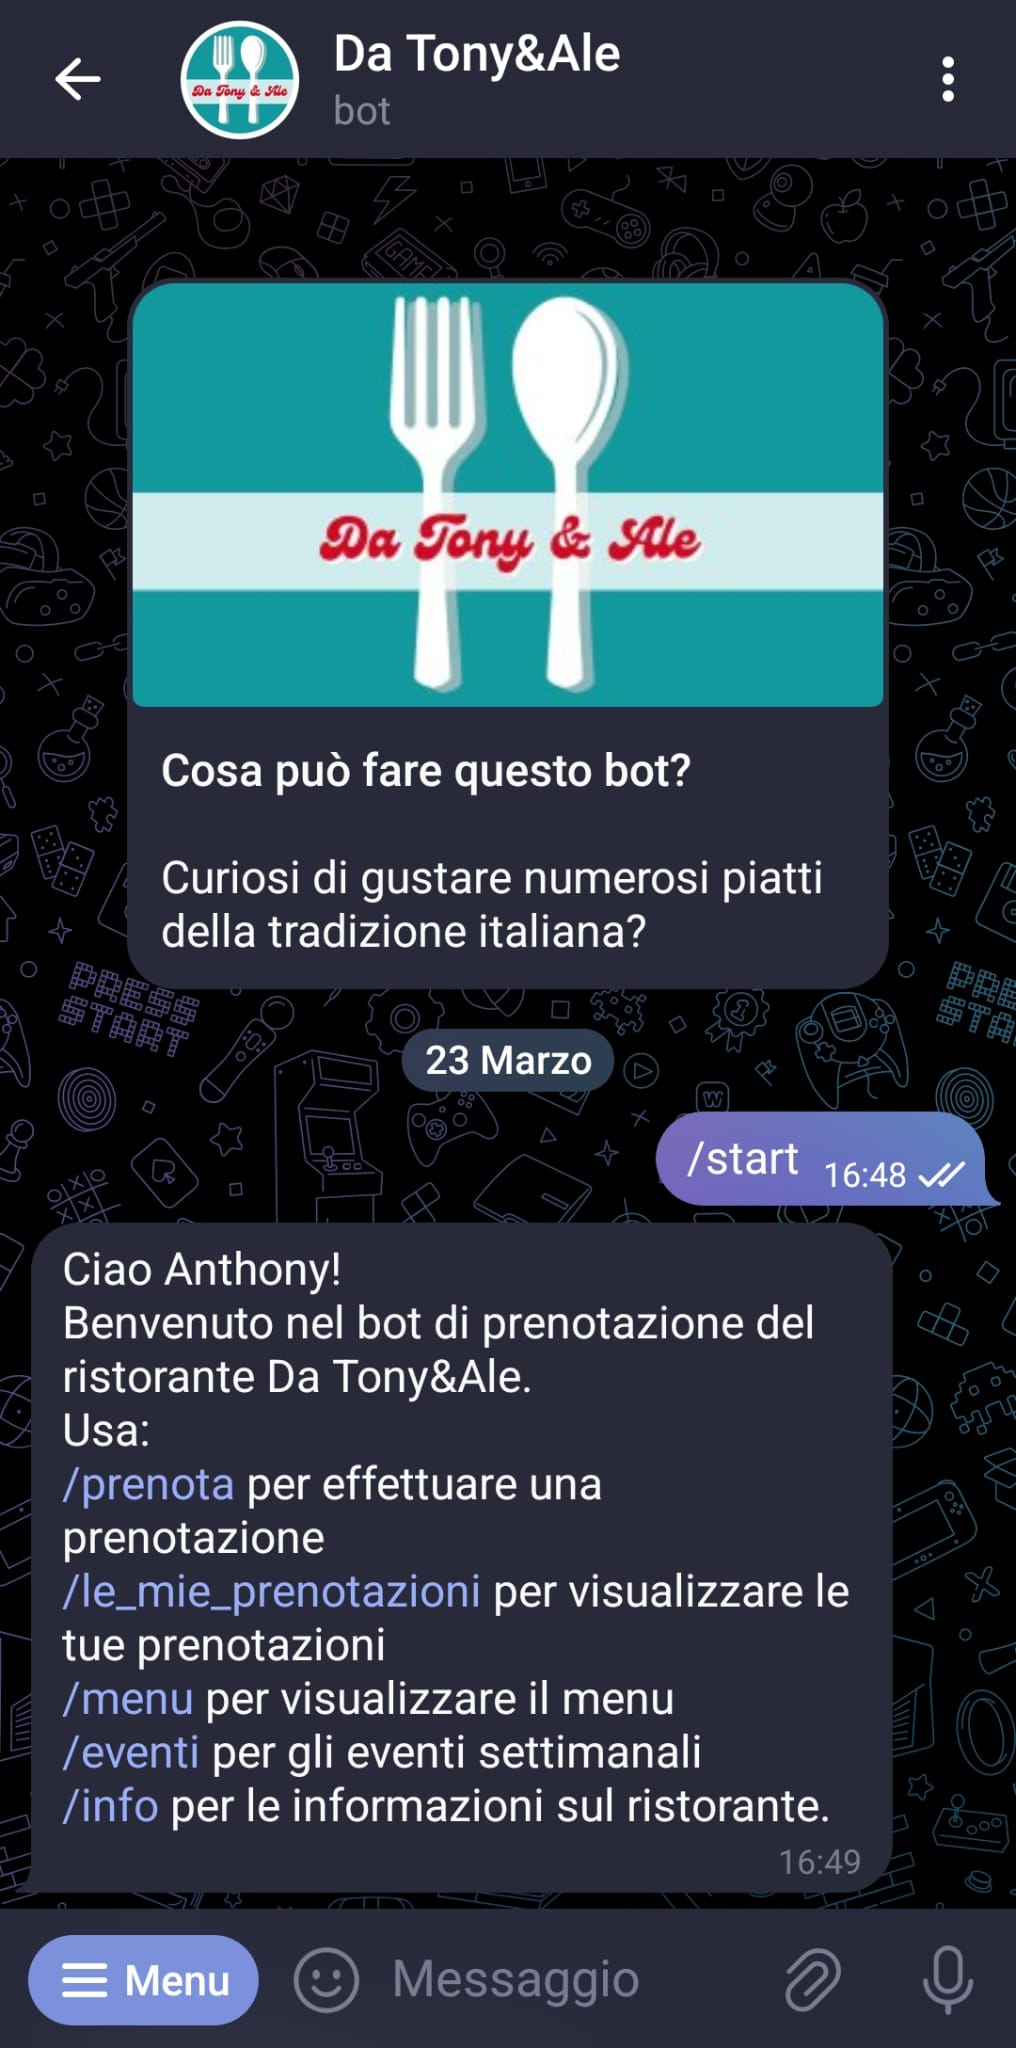 Da Tony&Ale
bot
Da Tony & Ale
GAME
Da Tony & Ale
Cosa può fare questo bot?
Curiosi di gustare numerosi piatti
della tradizione italiana?
PRESS
START
23 Marzo
/start 16:48
Ciao Anthony!
Benvenuto nel bot di prenotazione del
ristorante Da Tony&Ale.
Usa:
/prenota per effettuare una
prenotazione
/le_mie_prenotazioni per visualizzare le
tue prenotazioni
/menu per visualizzare il menu
/eventi per gli eventi settimanali
/info per le informazioni sul ristorante.
16:49
Menu
Messaggio